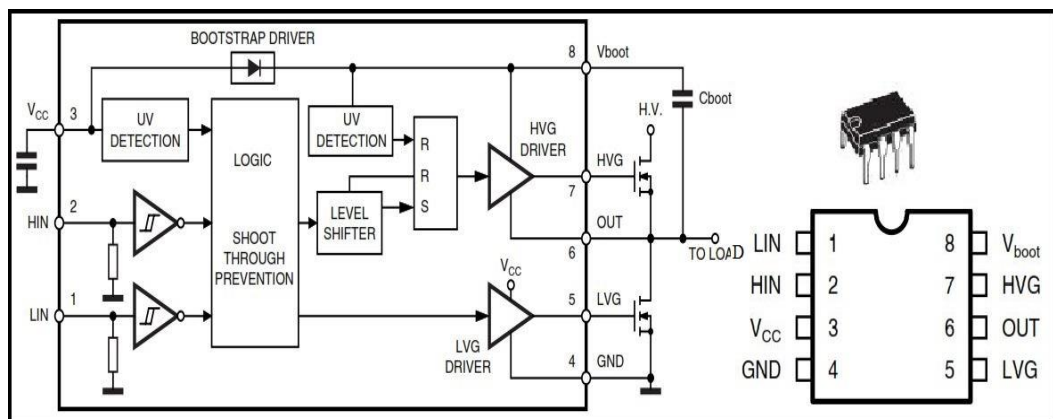 BOOTSTRAP DRIVER
8
Vboot
VCC
3
UV
DETECTION
UV
DETECTION
Cboot
H.V.
LOGIC
R
R
S
HVG
DRIVER
HVG
7
HIN
2
LEVEL
SHIFTER
OUT
6
TO LOAD
SHOOT
THROUGH
PREVENTION
VCC
LIN
1
5
LVG
LVG
DRIVER
4
GND
LIN 1 8 Vboot
HIN 2 7 HVG
VCC 3 6 OUT
GND 4 5 LVG